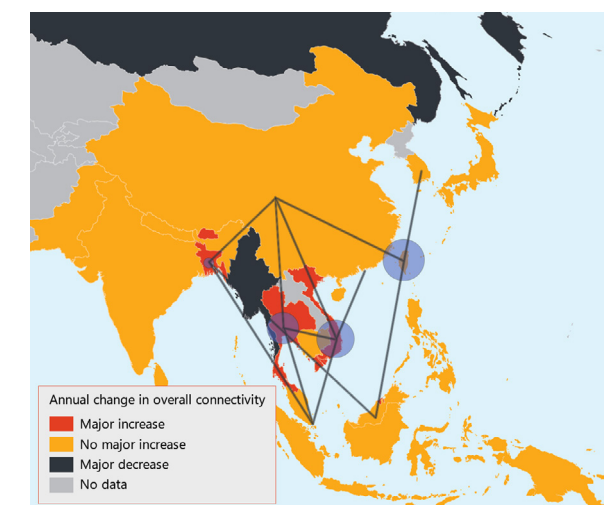 Annual change in overall connectivity
Major increase
No major increase
Major decrease
No data